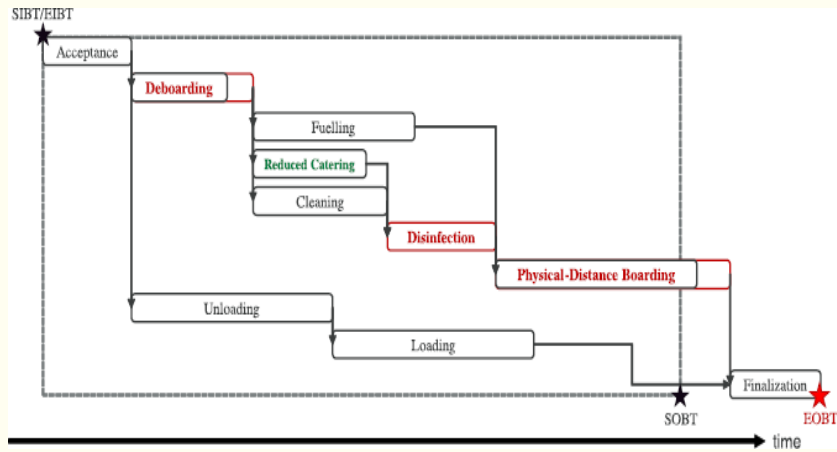 SIBT/EIBT
Acceptance
Deboarding
Fuelling
Reduced Catering
Cleaning
Disinfection
Physical-Distance Boarding
Unloading
Loading
Finalization
SOBT
EOBT
time